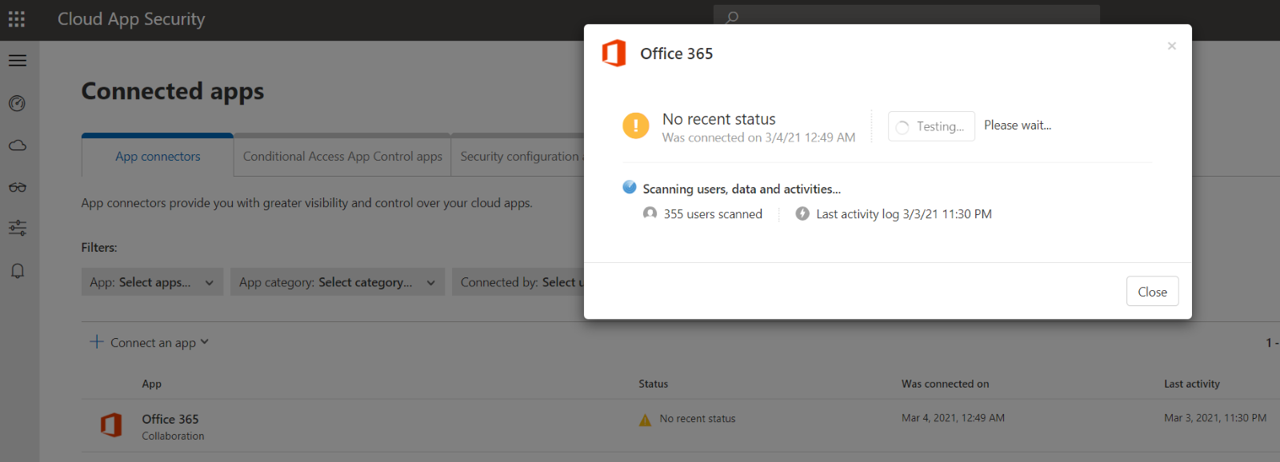 Cloud App Security
Office 365
Connected apps
No recent status
Was connected on 3/4/21 12:49 AM
Testing...
Please wait...
App connectors
Conditional Access App Control apps
Security configuration
Scanning users, data and activities...
355 users scanned
Last activity log 3/3/21 11:30 PM
App connectors provide you with greater visibility and control over your cloud apps.
Filters:
App: Select apps...
App category: Select category...
Connected by: Select
Close
Connect an app
1 -
App
Status
Was connected on
Last activity
Office 365
Collaboration
No recent status
Mar 4, 2021, 12:49 AM
Mar 3, 2021, 11:30 PM